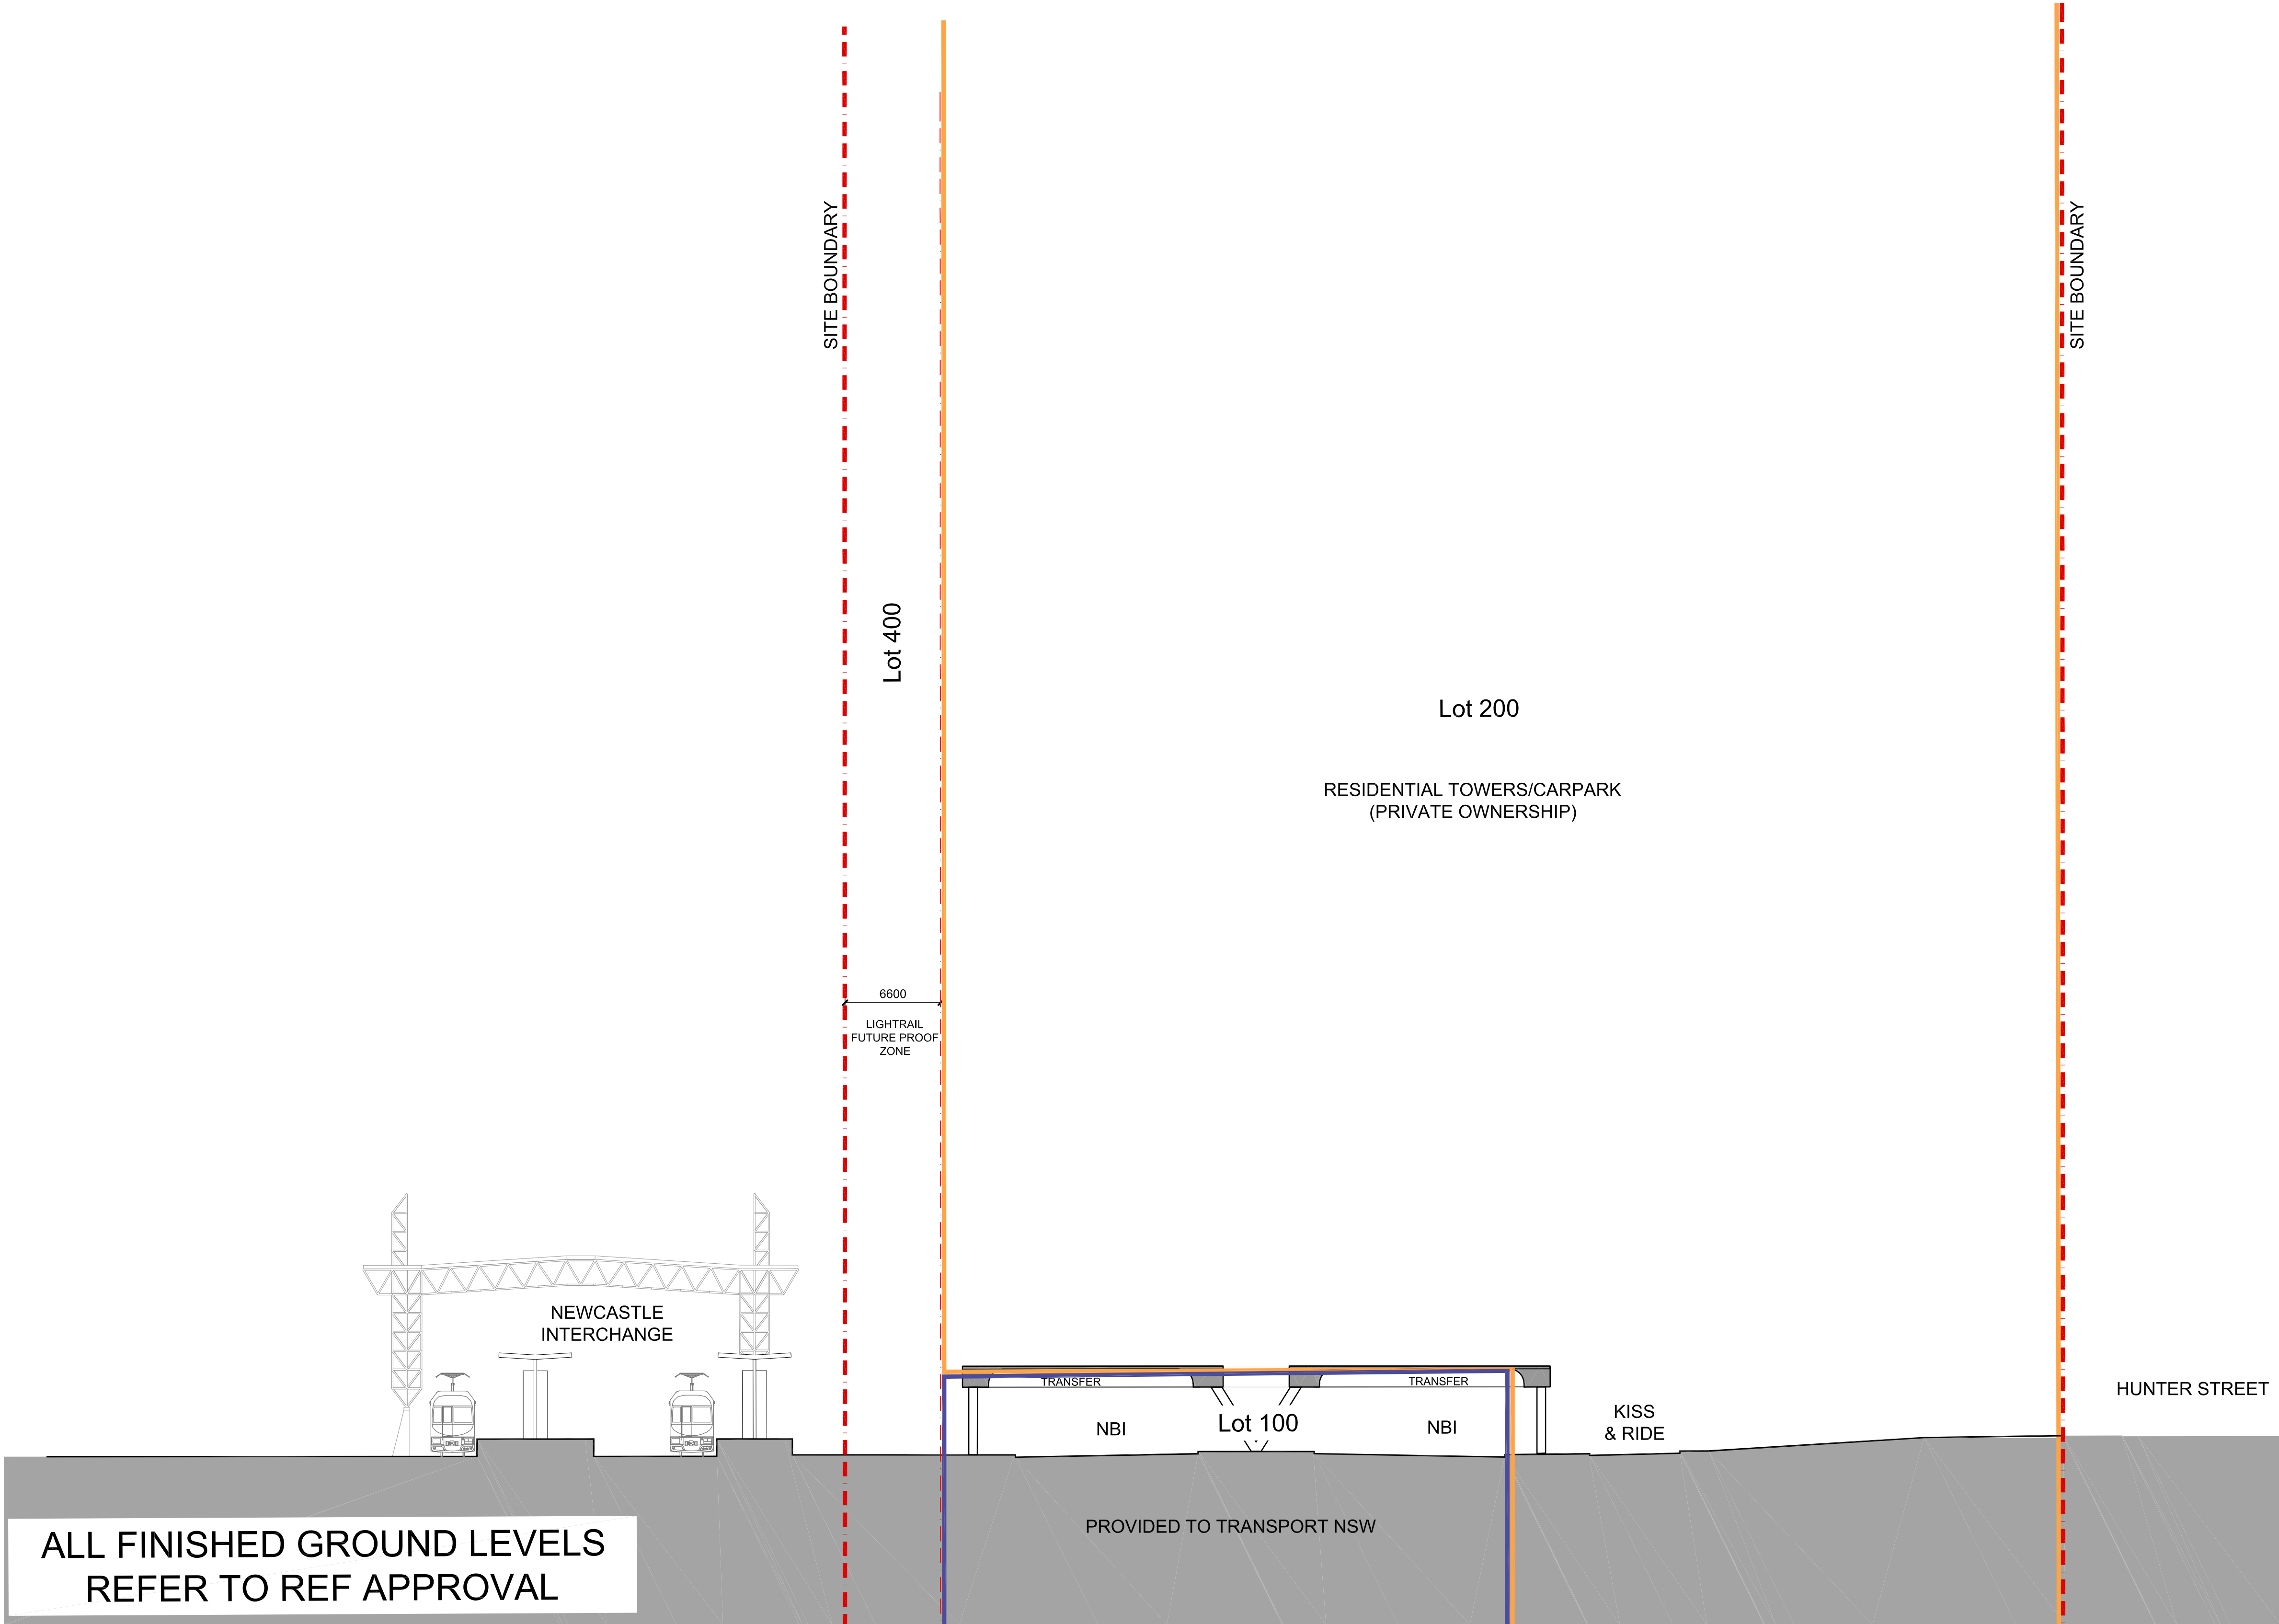 SITE BOUNDARY
SITE BOUNDARY
Lot 400
Lot 200
RESIDENTIAL TOWERS/CARPARK
(PRIVATE OWNERSHIP)
6600
LIGHTRAIL
FUTURE PROOF
ZONE
NEWCASTLE
INTERCHANGE
TRANSFER
TRANSFER
NBI
Lot 100
NBI
KISS
& RIDE
HUNTER STREET
PROVIDED TO TRANSPORT NSW
ALL FINISHED GROUND LEVELS
REFER TO REF APPROVAL